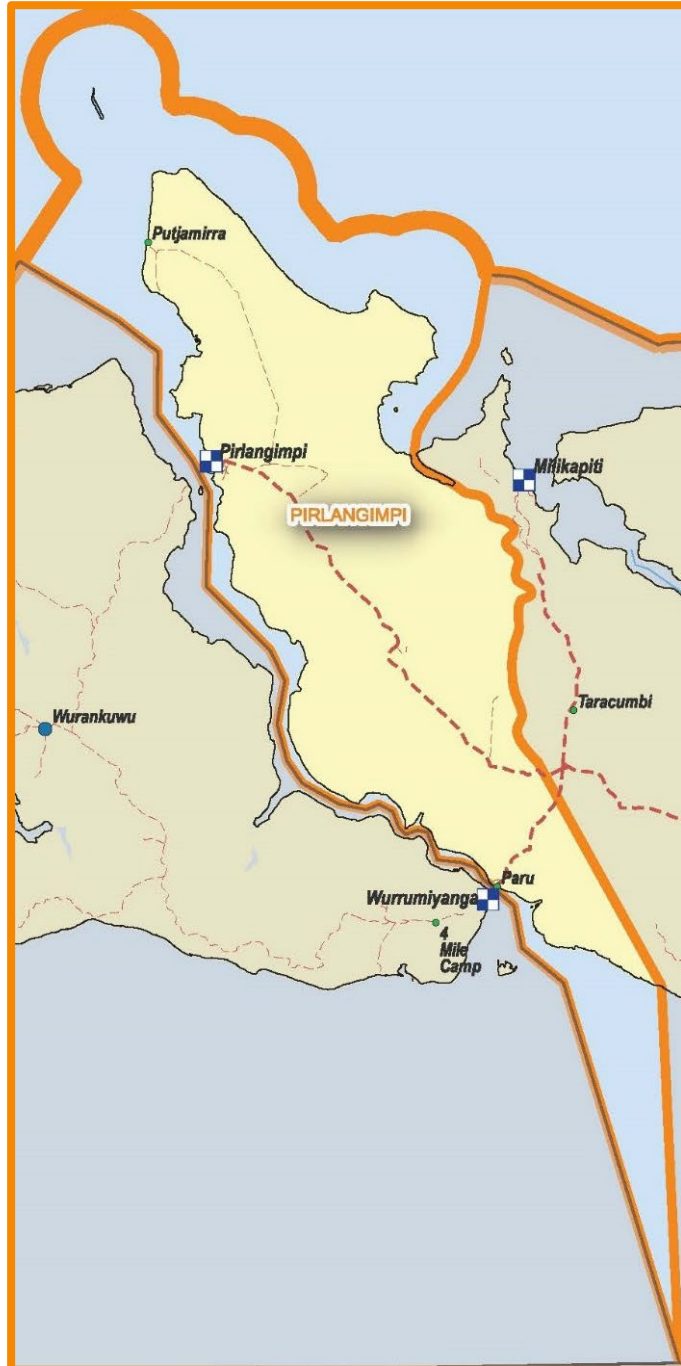 Putjamirra
Pirlangimpi
Milikapiti
PIRLANGIMPI
Taracumbi
Wurankuwu
Paru
Wurrumiyanga
4
Mile
Camp